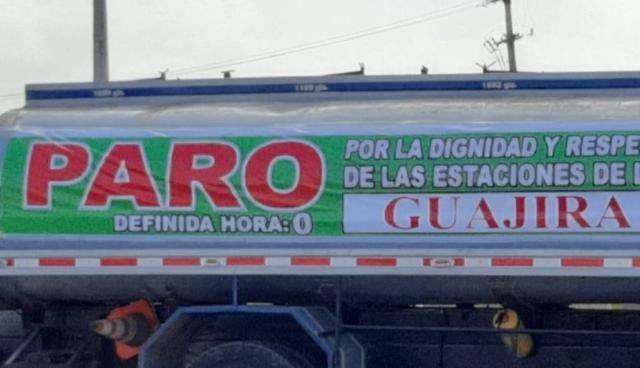 PARO
DEFINIDA HORA: 0
POR LA DIGNIDAD Y RESPE
DE LAS ESTACIONES DE
GUAJIRA